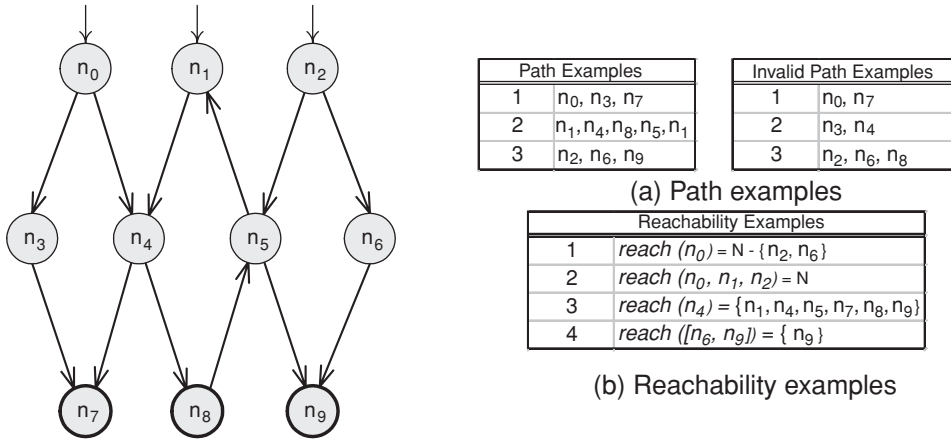 n0 n1 n2
n3 n4 n5 n6
n7 n8 n9
Path Examples
1 n0, n3, n7
2 n1,n4,n8,n5,n1
3 n2, n6, n9
Invalid Path Examples
1 n0, n7
2 n3, n4
3 n2, n6, n8
(a) Path examples
Reachability Examples
1 reach (n0) = N - {n2, n6}
2 reach (n0, n1, n2) = N
3 reach (n4) = {n1, n4, n5, n7, n8, n9}
4 reach ([n6, n9]) = { n9}
(b) Reachability examples